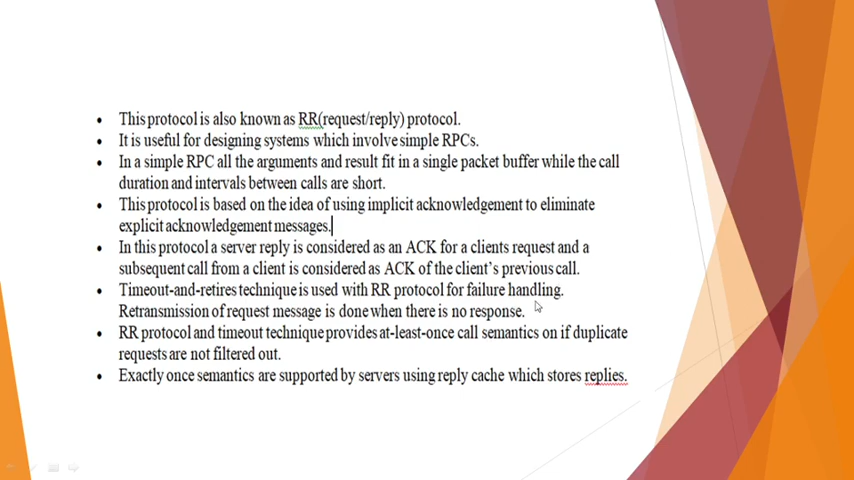 • This protocol is also known as RR(request/reply) protocol.
• It is useful for designing systems which involve simple RPCs.
• In a simple RPC all the arguments and result fit in a single packet buffer while the call
duration and intervals between calls are short.
• This protocol is based on the idea of using implicit acknowledgement to eliminate
explicit acknowledgement messages.
• In this protocol a server reply is considered as an ACK for a clients request and a
subsequent call from a client is considered as ACK of the client's previous call.
• Timeout-and-retires technique is used with RR protocol for failure handling.
Retransmission of request message is done when there is no response.
• RR protocol and timeout technique provides at-least-once call semantics on if duplicate
requests are not filtered out.
• Exactly once semantics are supported by servers using reply cache which stores replies.